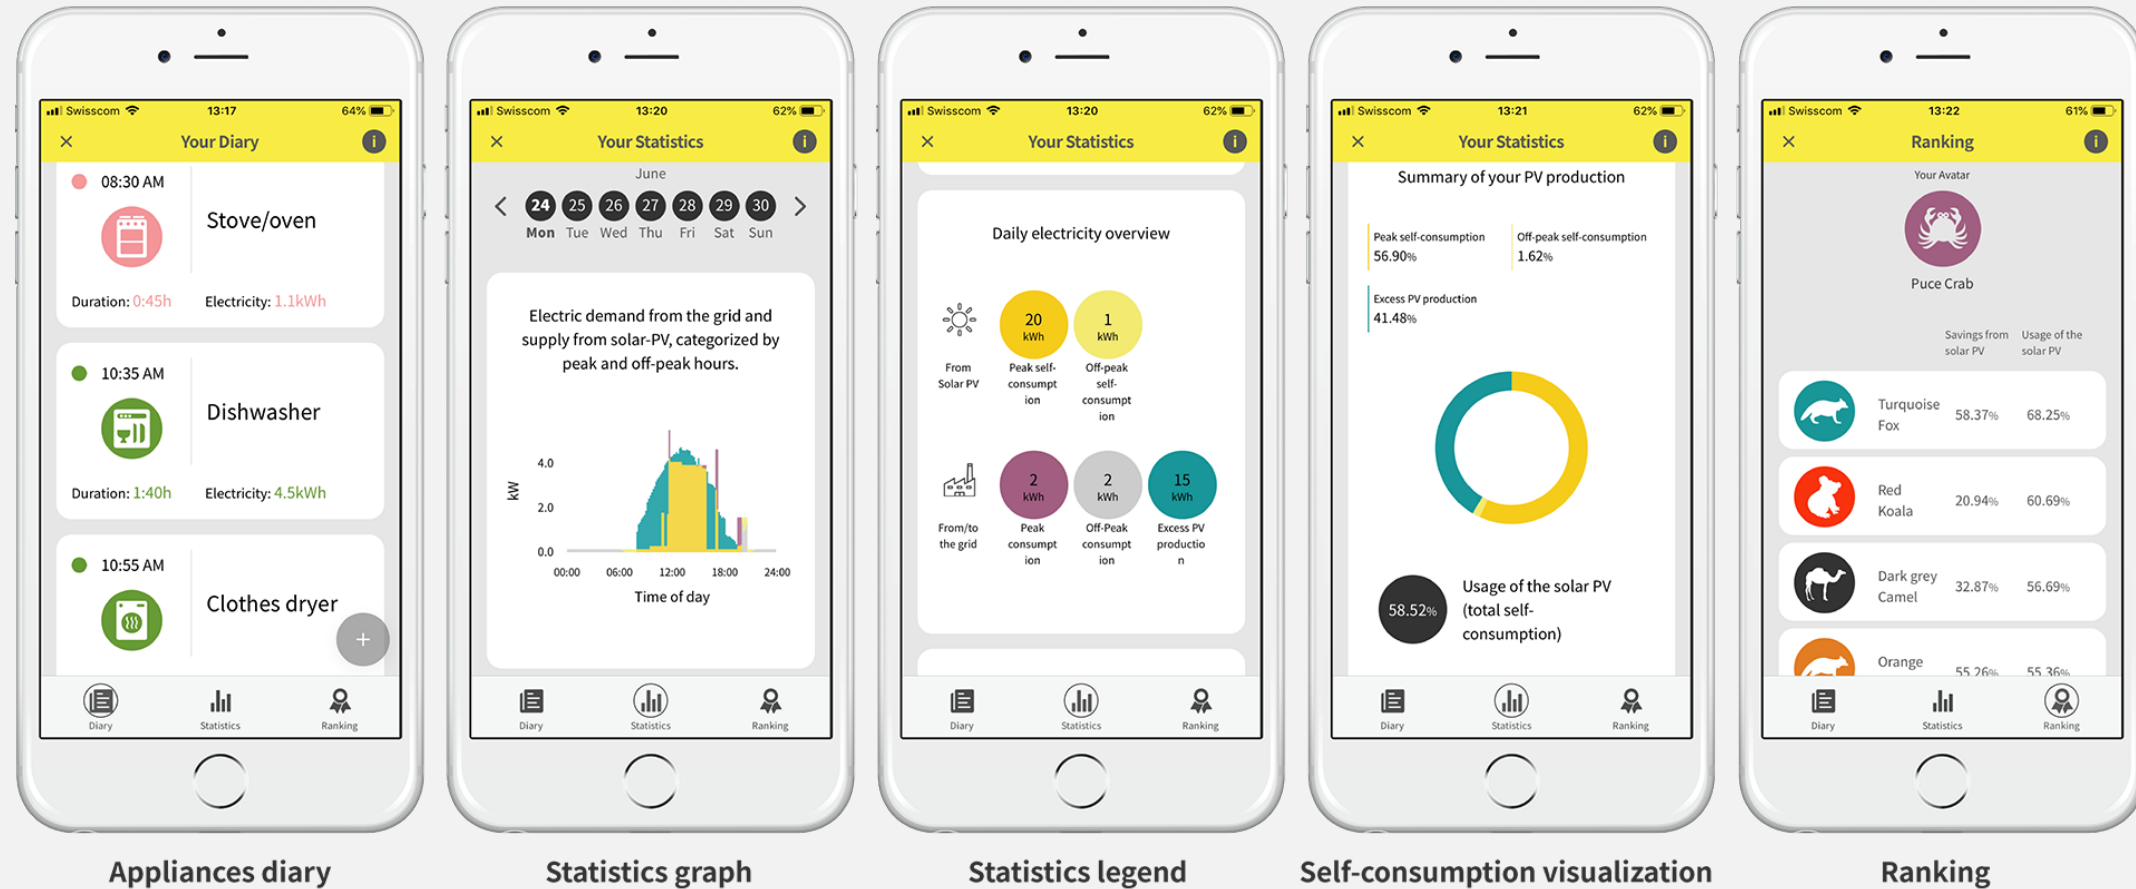 Swisscom
13:17
64%
Your Diary
i
08:30 AM
Stove/oven
Duration: 0:45h
Electricity: 1.1kWh
10:35 AM
Dishwasher
Duration: 1:40h
Electricity: 4.5kWh
10:55 AM
Clothes dryer
+
Diary
Statistics
Ranking
Appliances diary
Swisscom
13:20
62%
Your Statistics
i
June
24 25 26 27 28 29 30
Mon Tue Wed Thu Fri Sat Sun
Electric demand from the grid and
supply from solar-PV, categorized by
peak and off-peak hours.
kW
4.0
2.0
0.0
00:00 06:00 12:00 18:00 24:00
Time of day
Diary
Statistics
Ranking
Statistics graph
Swisscom
13:20
62%
Your Statistics
i
Daily electricity overview
From
Solar PV
20
kWh
Peak self-
consumpt
ion
1
kWh
Off-peak
self-
consumpt
ion
From/to
the grid
2
kWh
Peak
consumpt
ion
2
kWh
Off-Peak
consumpt
ion
15
kWh
Excess PV
productio
n
Diary
Statistics
Ranking
Statistics legend
Swisscom
13:21
62%
Your Statistics
i
Summary of your PV production
Peak self-consumption
56.90%
Off-peak self-consumption
1.62%
Excess PV production
41.48%
58.52%
Usage of the solar PV
(total self-
consumption)
Diary
Statistics
Ranking
Self-consumption visualization
Swisscom
13:22
61%
Ranking
i
Your Avatar
Puce Crab
Savings from
solar PV
Usage of the
solar PV
Turquoise
Fox
58.37%
68.25%
Red
Koala
20.94%
60.69%
Dark grey
Camel
32.87%
56.69%
Orange
55.26%
55.36%
Diary
Statistics
Ranking
Ranking